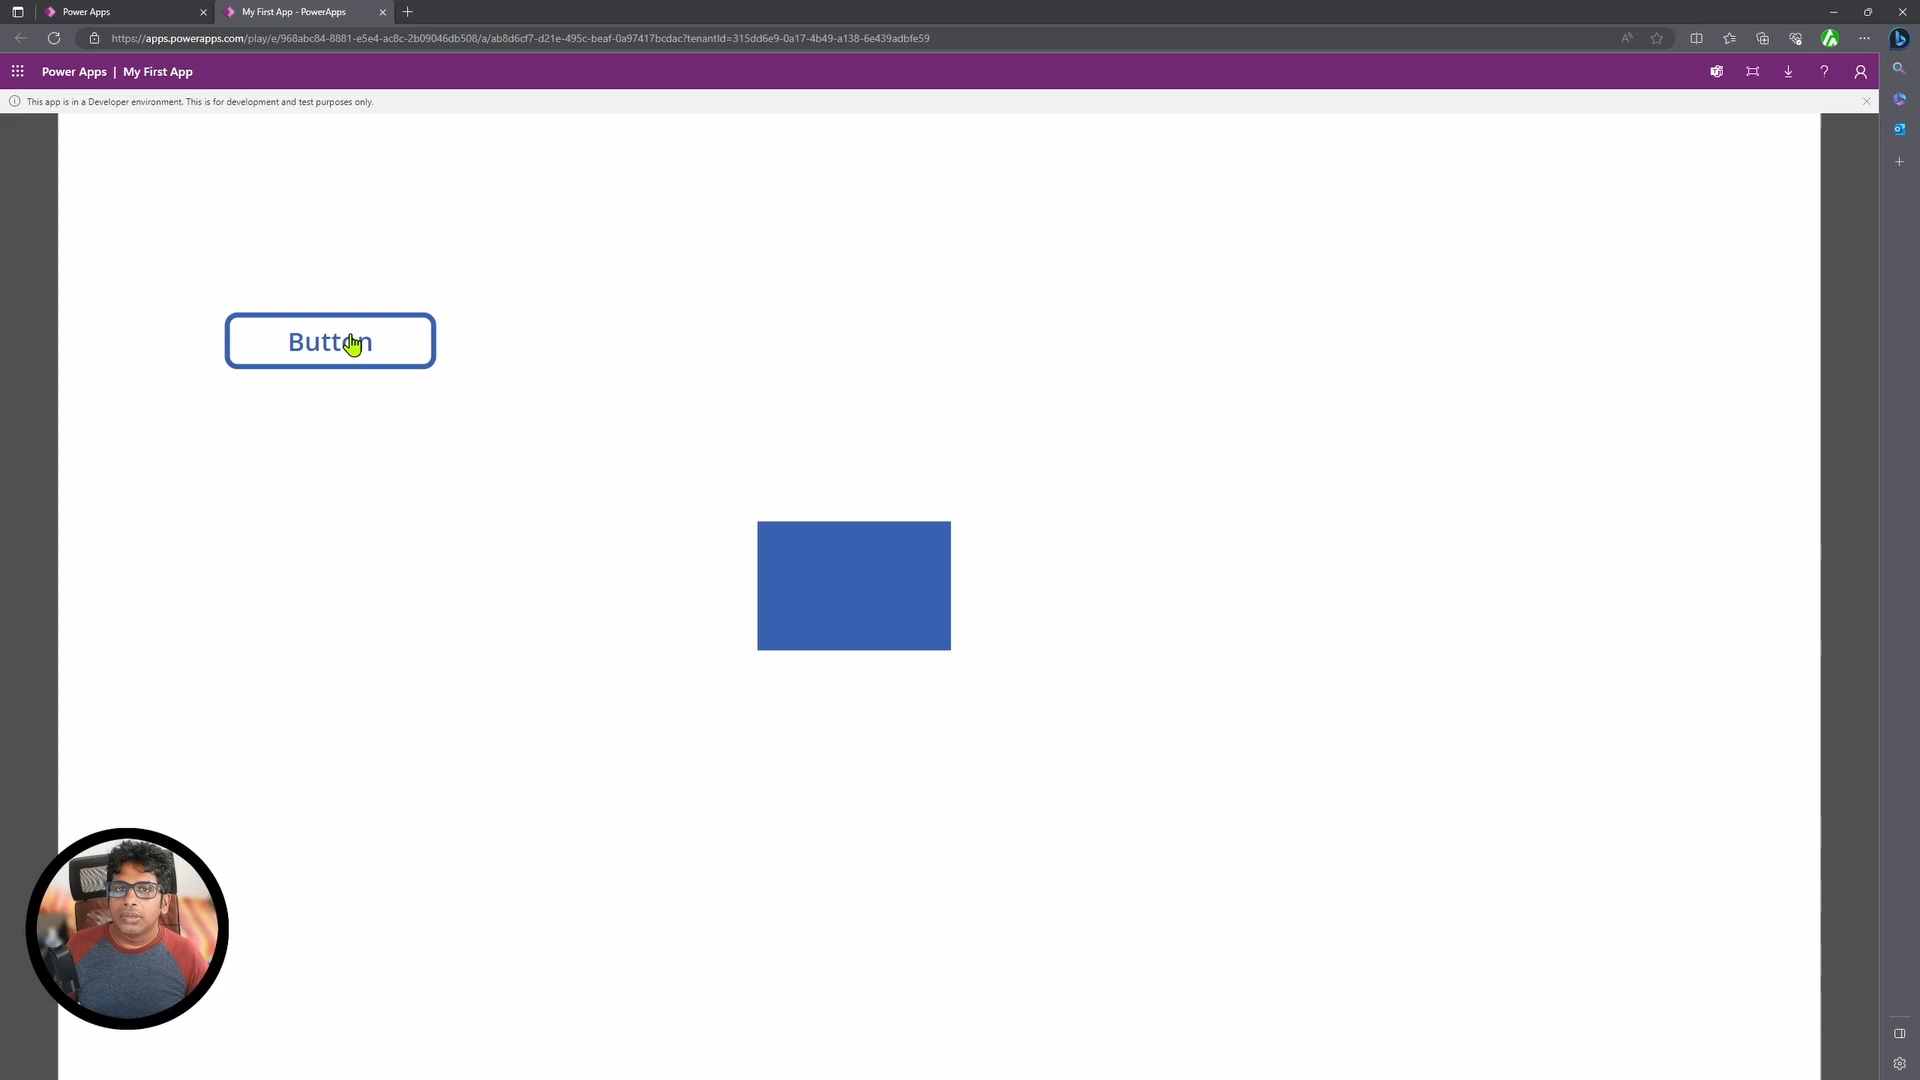 Power Apps
My First App - PowerApps
https://apps.powerapps.com/play/e/968abc84-8881-e5e4-ac8c-2b09046db508/a/ab8d6cf7-d21e-495c-beaf-0a97417bcdac?tenantId=315dd6e9-0a17-4b49-a138-6e439adbfe59
Power Apps | My First App
This app is in a Developer environment. This is for development and test purposes only.
Button